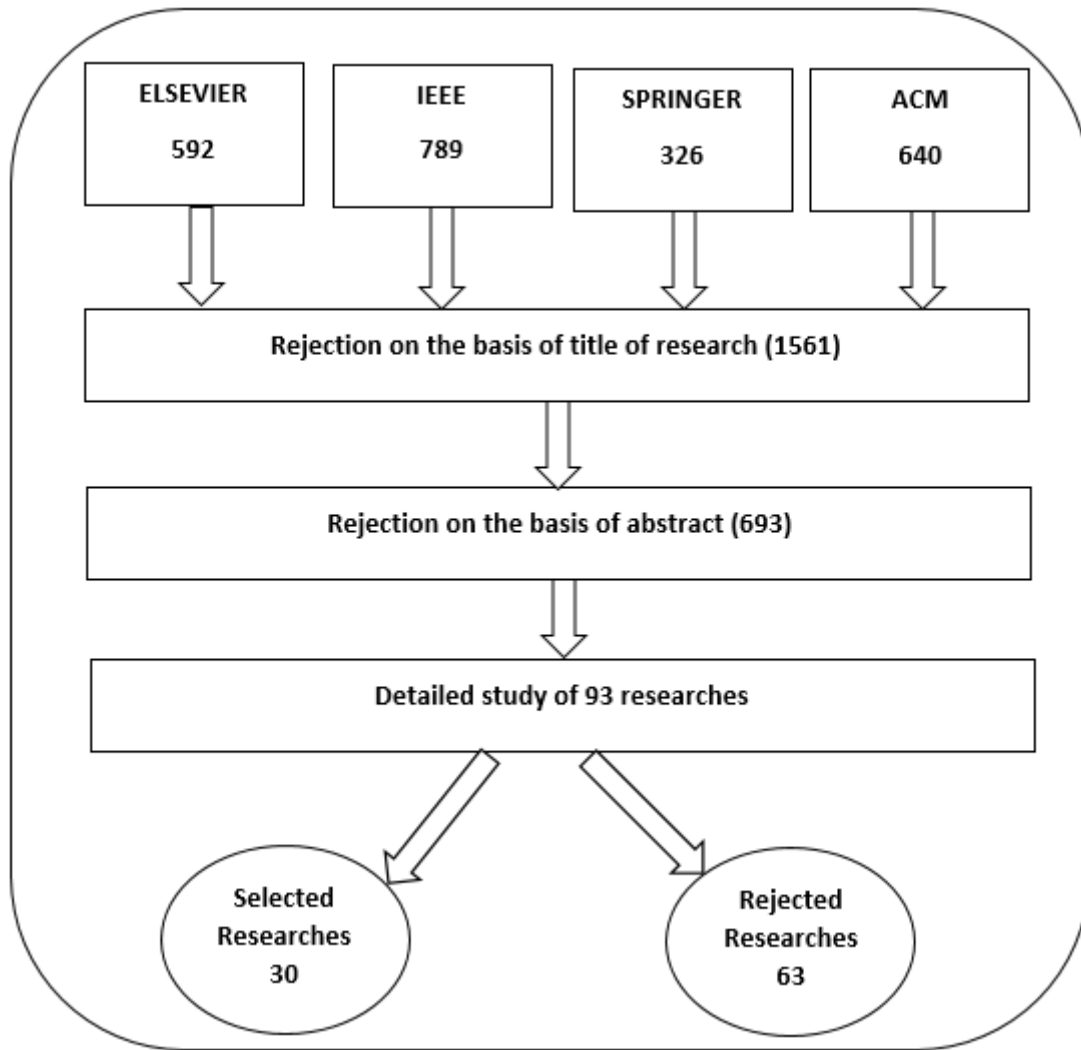 ELSEVIER
592
IEEE
789
SPRINGER
326
ACM
640
Rejection on the basis of title of research (1561)
Rejection on the basis of abstract (693)
Detailed study of 93 researches
Selected
Researches
30
Rejected
Researches
63